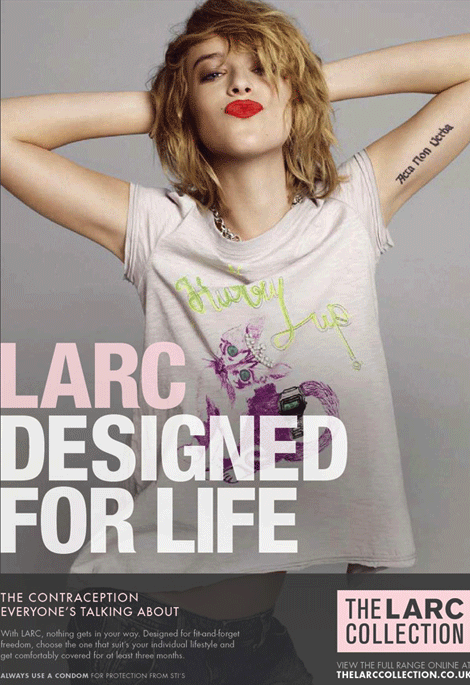 Acta Non Verba
Hurry
up
LARC
DESIGNED
FOR LIFE
THE CONTRACEPTION
EVERYONE'S TALKING ABOUT
With LARC, nothing gets in your way. Designed for fit-and-forget
freedom, choose the one that suit's your individual lifestyle and
get comfortably covered for at least three months.
ALWAYS USE A CONDOM FOR PROTECTION FROM STI'S
THE LARC
COLLECTION
VIEW THE FULL RANGE ONLINE AT
THELARCCOLLECTION.CO.UK